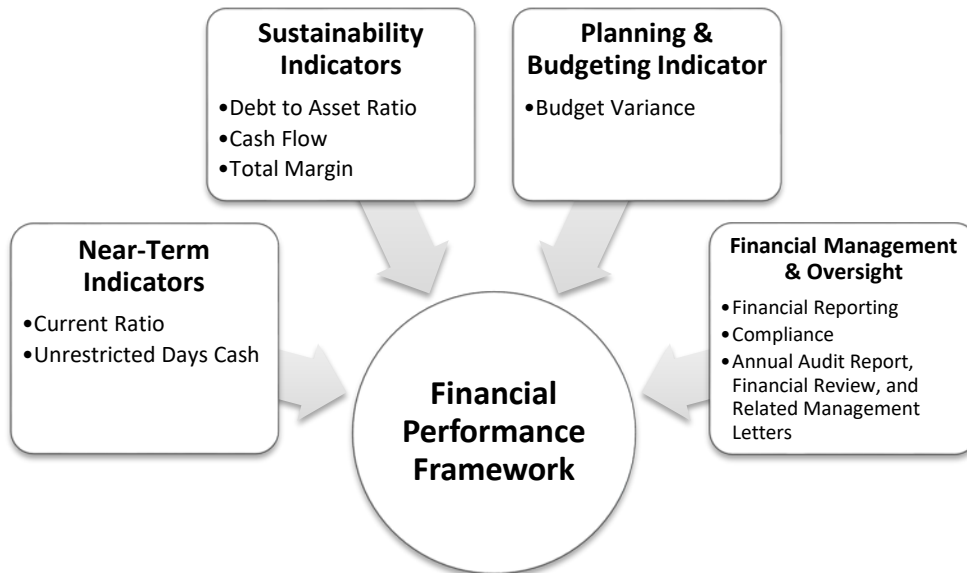 Sustainability
Indicators
•Debt to Asset Ratio
•Cash Flow
•Total Margin
Planning &
Budgeting Indicator
•Budget Variance
Near-Term
Indicators
•Current Ratio
•Unrestricted Days Cash
Financial Management
& Oversight
•Financial Reporting
•Compliance
•Annual Audit Report,
Financial Review, and
Related Management
Letters
Financial
Performance
Framework